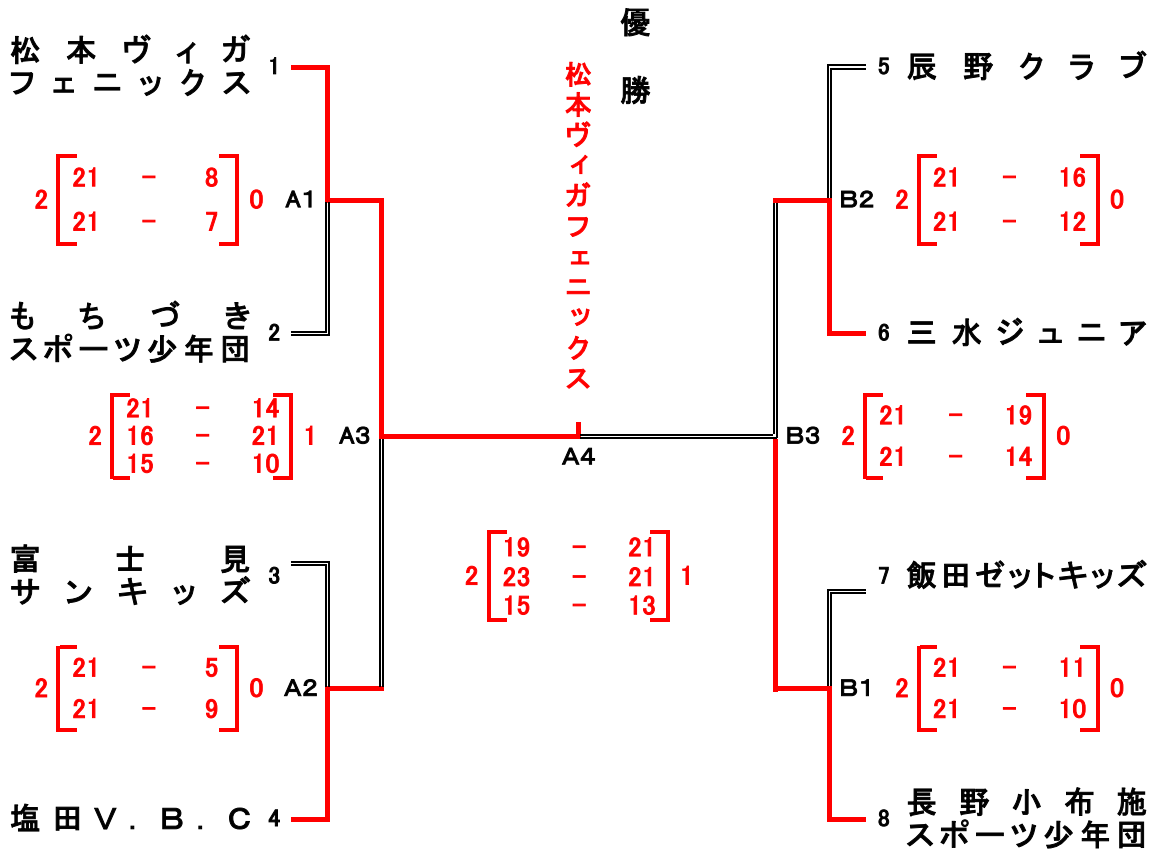 優勝
松本ヴィガフェニックス
松本ヴィガ
フェニックス 1
2 21 - 8 0
21 - 7
A1
もちづき
スポーツ少年団 2
2 21 - 14 1
16 - 21
15 - 10
A3
富士見
サンキッズ 3
2 21 - 5 0
21 - 9
A2
塩田V.B.C 4
A4
2 19 - 21 1
23 - 21
15 - 13
5 辰野クラブ
B2
2 21 - 16 0
21 - 12
6 三水ジュニア
B3
2 21 - 19 0
21 - 14
7 飯田ゼットキッズ
B1
2 21 - 11 0
21 - 10
8 長野小布施
スポーツ少年団